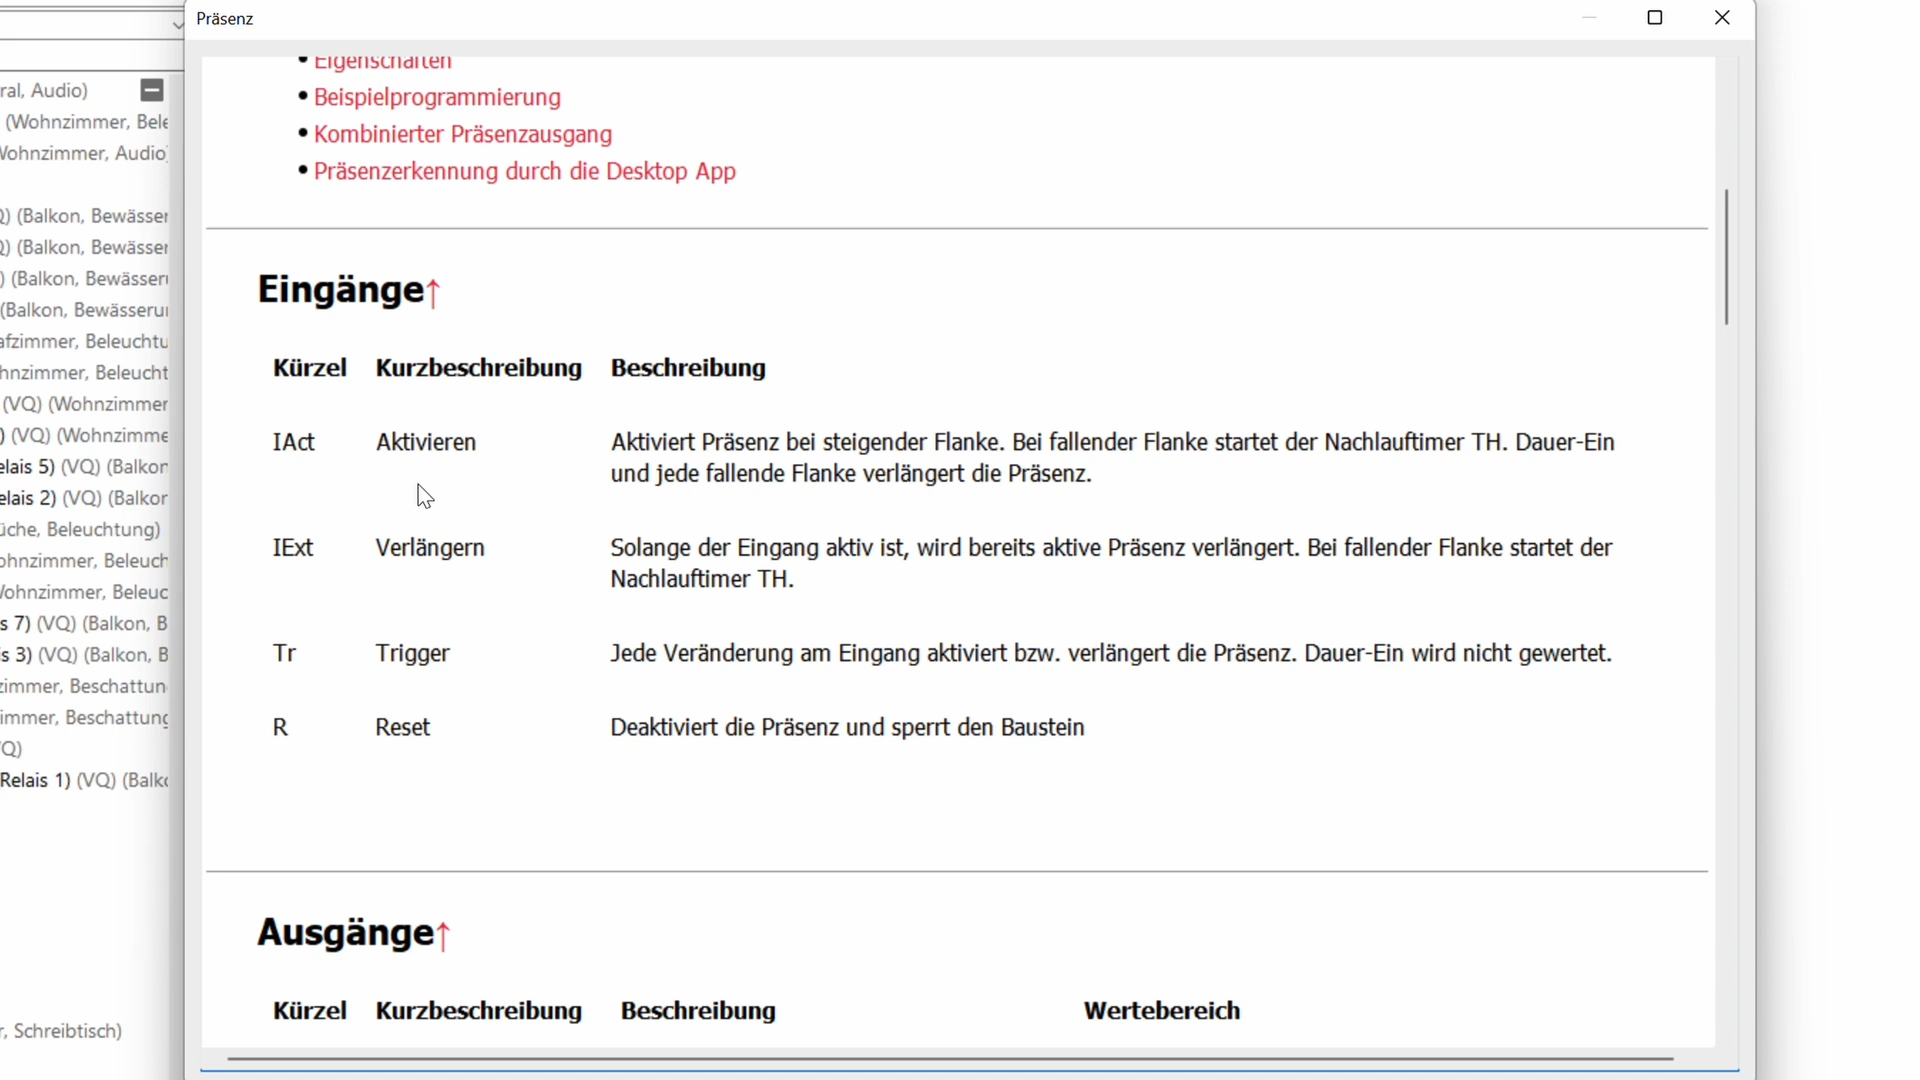 Präsenz
• Eigenschaften
• Beispielprogrammierung
• Kombinierter Präsenzausgang
• Präsenzerkennung durch die Desktop App
Eingänge↑
Kürzel Kurzbeschreibung Beschreibung
IAct Aktivieren Aktiviert Präsenz bei steigender Flanke. Bei fallender Flanke startet der Nachlauftimer TH. Dauer-Ein
und jede fallende Flanke verlängert die Präsenz.
IExt Verlängern Solange der Eingang aktiv ist, wird bereits aktive Präsenz verlängert. Bei fallender Flanke startet der
Nachlauftimer TH.
Tr Trigger Jede Veränderung am Eingang aktiviert bzw. verlängert die Präsenz. Dauer-Ein wird nicht gewertet.
R Reset Deaktiviert die Präsenz und sperrt den Baustein
Ausgänge↑
Kürzel Kurzbeschreibung Beschreibung Wertebereich
ral, Audio)
(Wohnzimmer, Bele
Wohnzimmer, Audio)
Q) (Balkon, Bewässer
Q) (Balkon, Bewässer
) (Balkon, Bewässeru
(Balkon, Bewässerun
afzimmer, Beleuchtu
hnzimmer, Beleucht
(VQ) (Wohnzimmer
) (VQ) (Wohnzimme
elais 5) (VQ) (Balkon
elais 2) (VQ) (Balkon
üche, Beleuchtung)
ohnzimmer, Beleuch
Wohnzimmer, Beleuc
s 7) (VQ) (Balkon, B
is 3) (VQ) (Balkon, B
zimmer, Beschattun
immer, Beschattung
Q)
Relais 1) (VQ) (Balko
r, Schreibtisch)